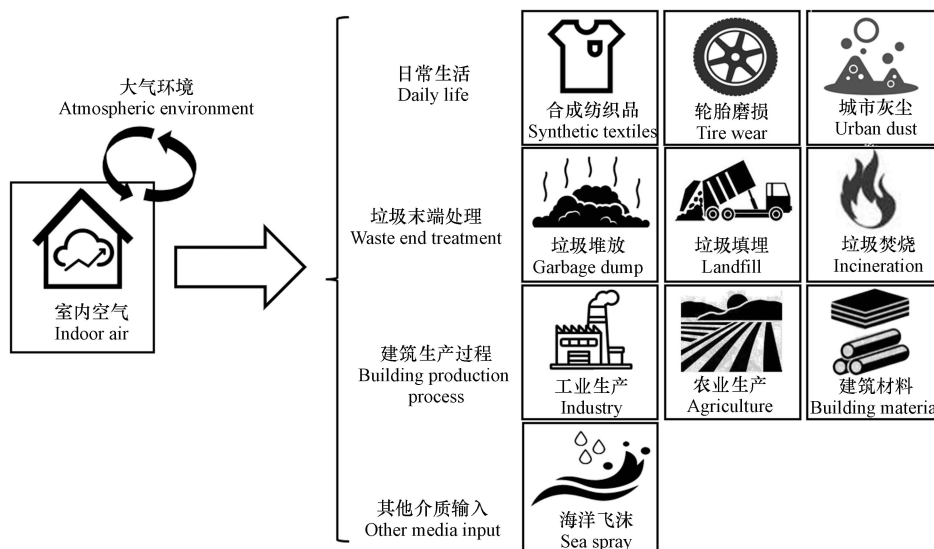 大气环境
Atmospheric environment
室内空气
Indoor air
日常生活
Daily life
合成纺织品
Synthetic textiles
轮胎磨损
Tire wear
城市灰尘
Urban dust
垃圾末端处理
Waste end treatment
垃圾堆放
Garbage dump
垃圾填埋
Landfill
垃圾焚烧
Incineration
建筑生产过程
Building production
process
工业生产
Industry
农业生产
Agriculture
建筑材料
Building materia
其他介质输入
Other media input
海洋飞沫
Sea spray